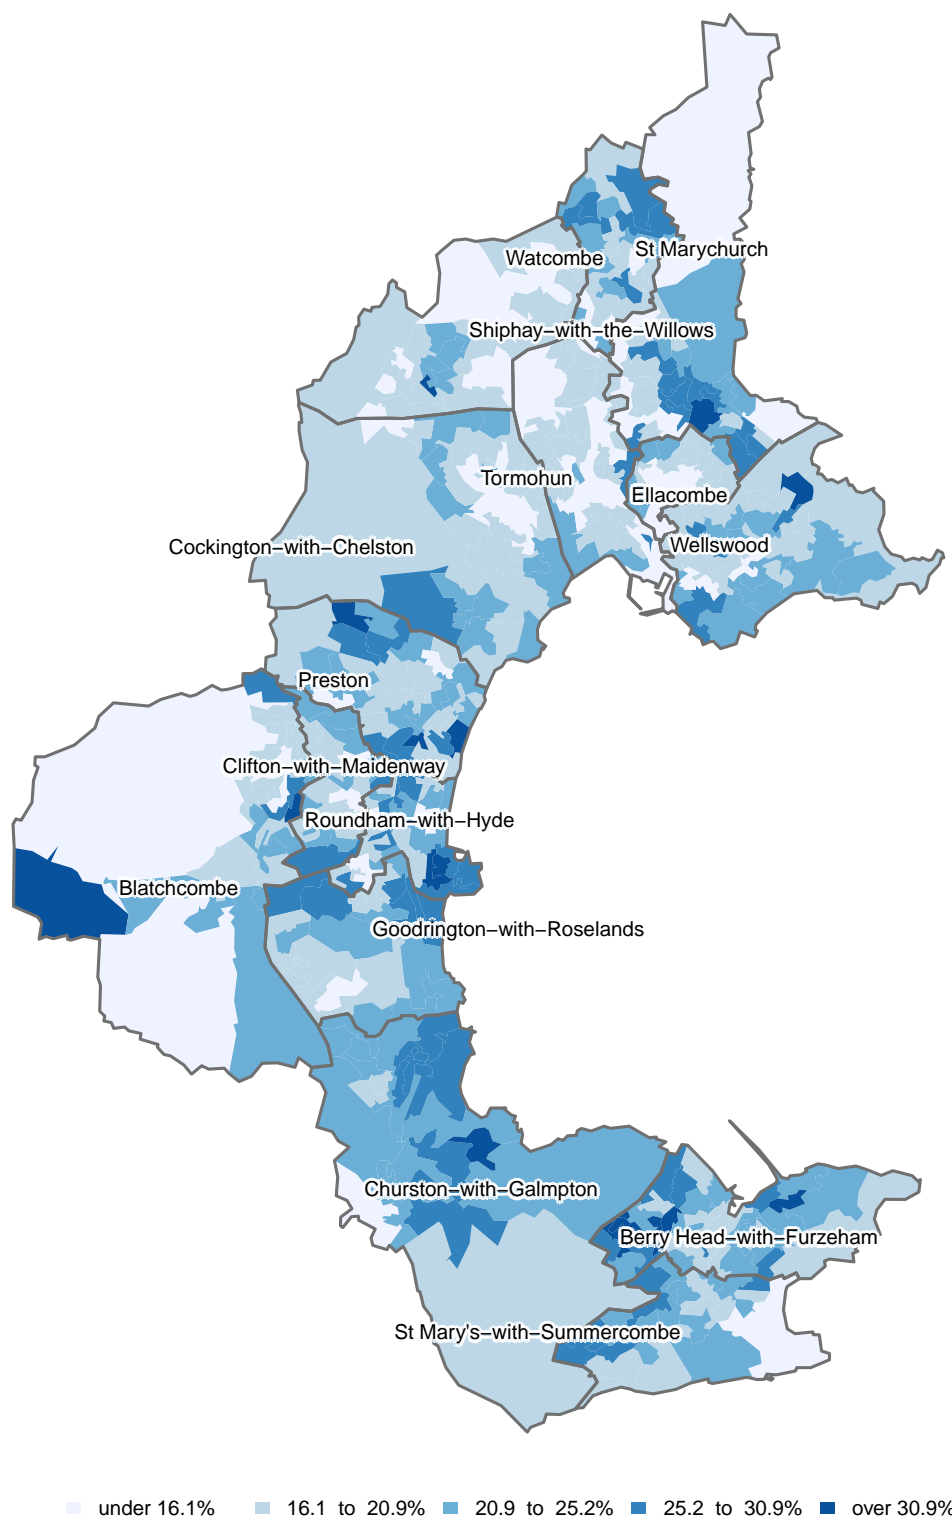 St Marychurch
Watcombe
Shiphay−with−the−Willows
Tormohun
Ellacombe
Wellswood
Cockington−with−Chelston
Preston
Clifton−with−Maidenway
Roundham−with−Hyde
Blatchcombe
Goodrington−with−Roselands
Churston−with−Galmpton
Berry Head−with−Furzeham
St Mary's−with−Summercombe
under 16.1% 16.1 to 20.9% 20.9 to 25.2% 25.2 to 30.9% over 30.9%